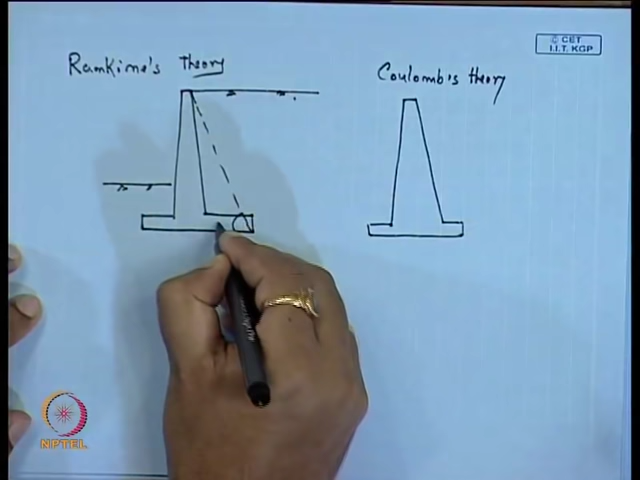 © CET
I.I.T. KGP
Rankine's Theory
Coulomb's theory
NPTEL